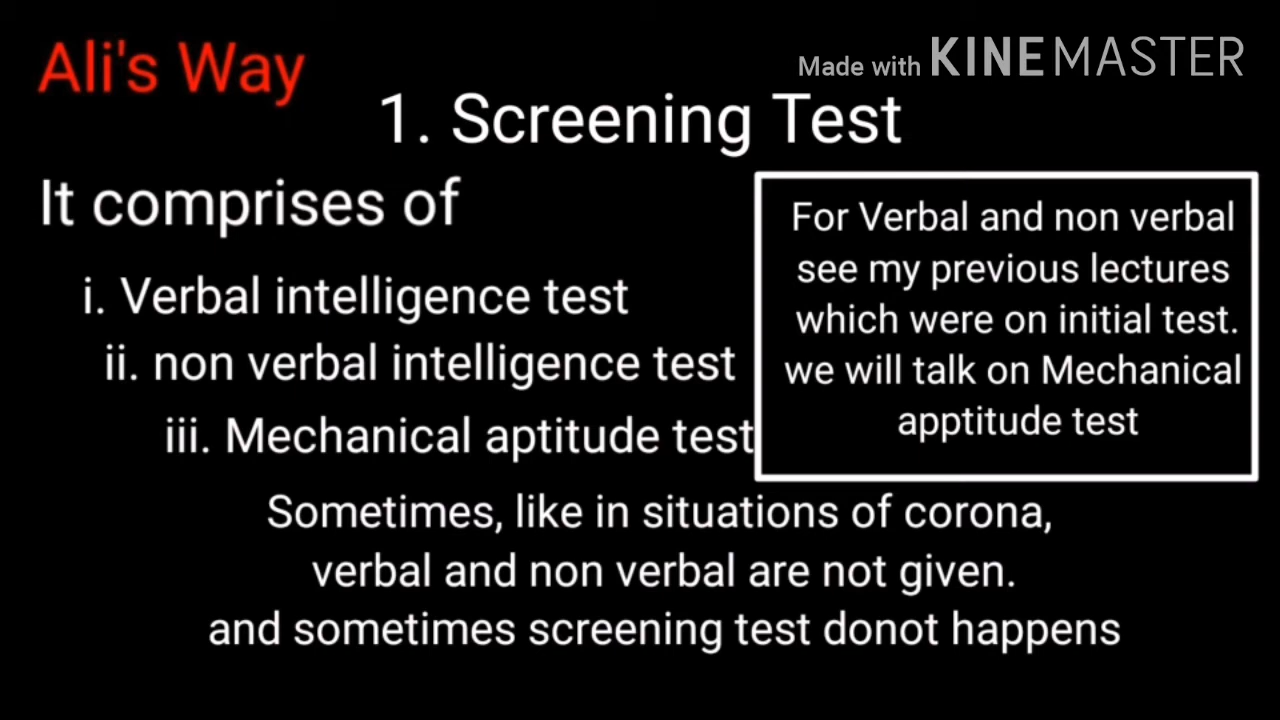 Ali's Way
Made with KINEMASTER
1. Screening Test
It comprises of
i. Verbal intelligence test
ii. non verbal intelligence test
iii. Mechanical aptitude test
For Verbal and non verbal
see my previous lectures
which were on initial test.
we will talk on Mechanical
apptitude test
Sometimes, like in situations of corona,
verbal and non verbal are not given.
and sometimes screening test donot happens